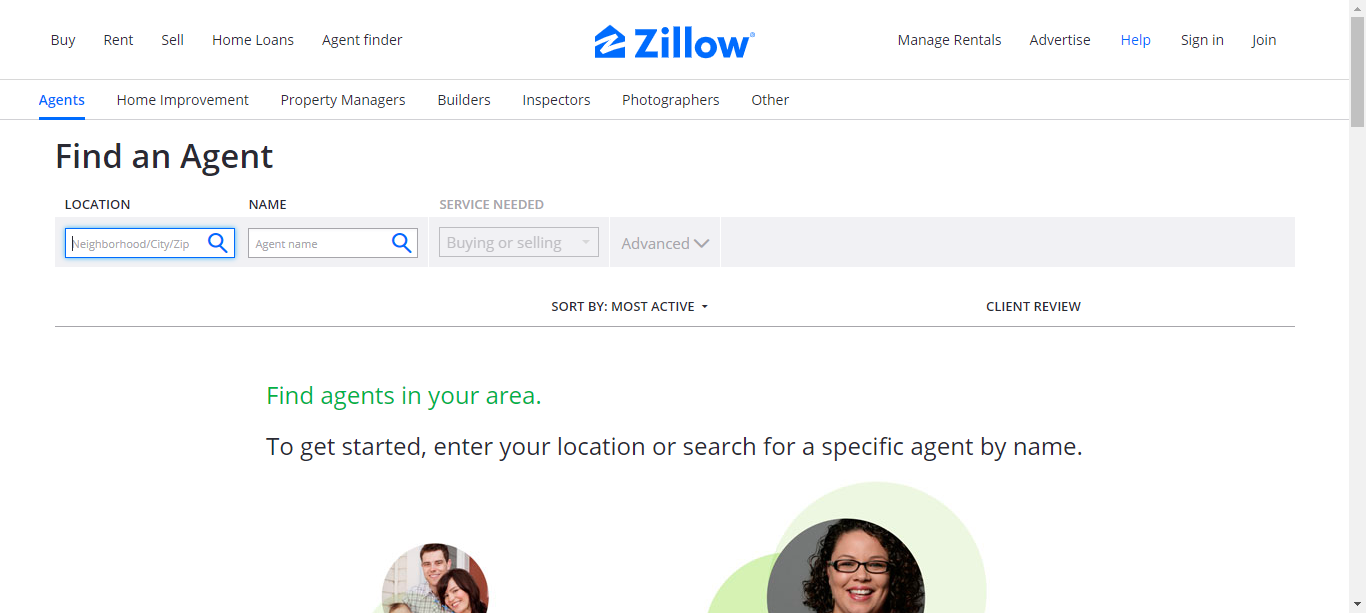 Buy Rent Sell Home Loans Agent finder Zillow® Manage Rentals Advertise Help Sign in Join
Agents Home Improvement Property Managers Builders Inspectors Photographers Other
Find an Agent
LOCATION NAME SERVICE NEEDED
Neighborhood/City/Zip Agent name Buying or selling Advanced
SORT BY: MOST ACTIVE CLIENT REVIEW
Find agents in your area.
To get started, enter your location or search for a specific agent by name.